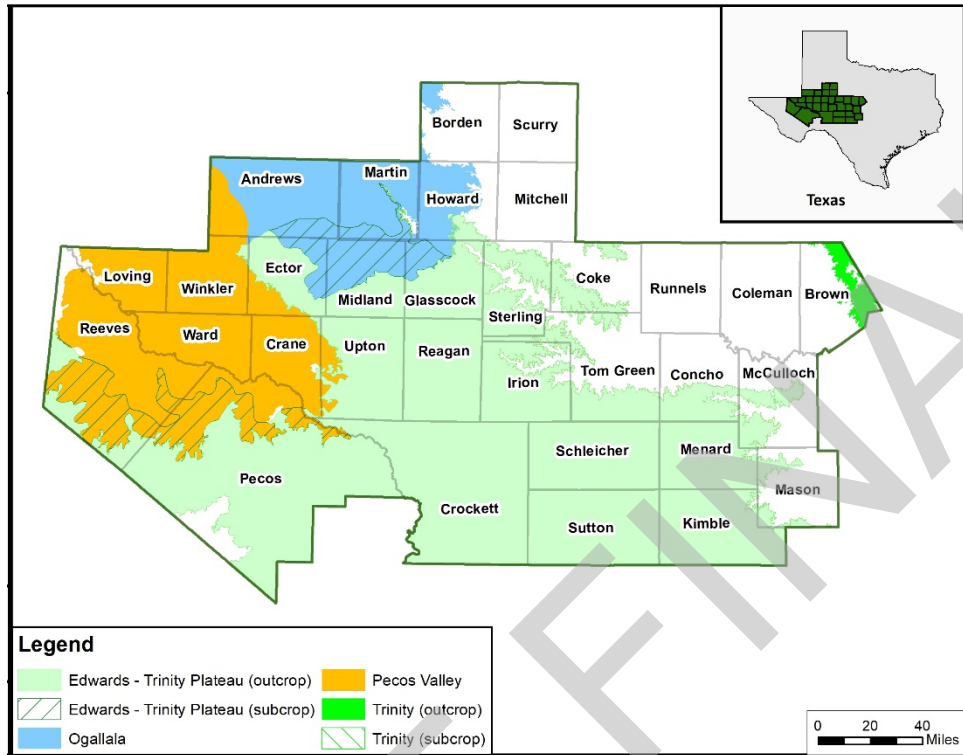 Texas
Borden
Scurry
Andrews
Martin
Howard
Mitchell
Loving
Winkler
Ector
Midland
Glasscock
Sterling
Coke
Runnels
Coleman
Brown
Reeves
Ward
Crane
Upton
Reagan
Irion
Tom Green
Concho
McCulloch
Pecos
Crockett
Schleicher
Menard
Mason
Sutton
Kimble
FINA
Legend
Edwards - Trinity Plateau (outcrop)
Edwards - Trinity Plateau (subcrop)
Ogallala
Pecos Valley
Trinity (outcrop)
Trinity (subcrop)
0 20 40
Miles